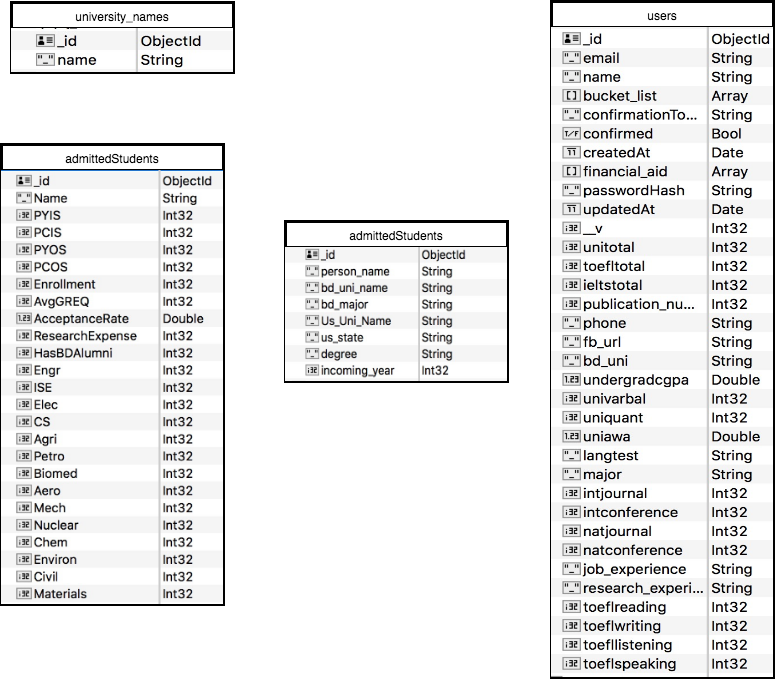 university_names
_id ObjectId
name String
admittedStudents
_id ObjectId
Name String
PYIS Int32
PCIS Int32
PYOS Int32
PCOS Int32
Enrollment Int32
AvgGREQ Int32
AcceptanceRate Double
ResearchExpense Int32
HasBDAlumni Int32
Engr Int32
ISE Int32
Elec Int32
CS Int32
Agri Int32
Petro Int32
Biomed Int32
Aero Int32
Mech Int32
Nuclear Int32
Chem Int32
Environ Int32
Civil Int32
Materials Int32
admittedStudents
_id ObjectId
person_name String
bd_uni_name String
bd_major String
Us_Uni_Name String
us_state String
degree String
incoming_year Int32
users
_id ObjectId
email String
name String
bucket_list Array
confirmationTo... String
confirmed Bool
createdAt Date
financial_aid Array
passwordHash String
updatedAt Date
__v Int32
unitotal Int32
toefltotal Int32
ieltstotal Int32
publication_nu... Int32
phone String
fb_url String
bd_uni String
undergradcgpa Double
univarbal Int32
uniquant Int32
uniawa Double
langtest String
major String
intjournal Int32
intconference Int32
natjournal Int32
natconference Int32
job_experience String
research_experi... String
toeflreading Int32
toeflwriting Int32
toefllistening Int32
toeflspeaking Int32